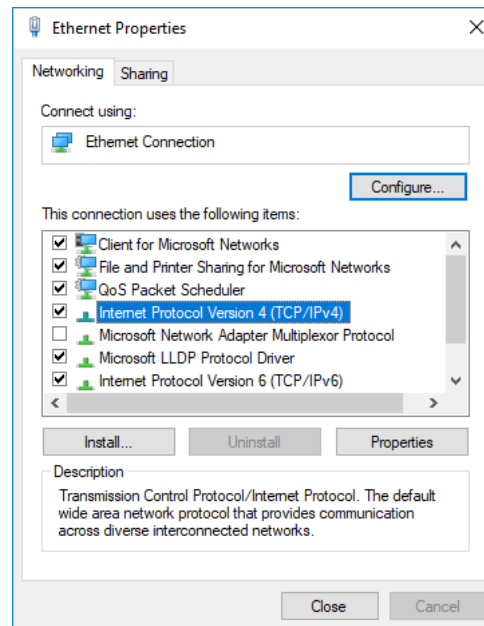 Ethernet Properties
Networking Sharing
Connect using:
Ethernet Connection
Configure...
This connection uses the following items:
Client for Microsoft Networks
File and Printer Sharing for Microsoft Networks
QoS Packet Scheduler
Internet Protocol Version 4 (TCP/IPv4)
Microsoft Network Adapter Multiplexor Protocol
Microsoft LLDP Protocol Driver
Internet Protocol Version 6 (TCP/IPv6)
Install... Uninstall Properties
Description
Transmission Control Protocol/Internet Protocol. The default
wide area network protocol that provides communication
across diverse interconnected networks.
Close Cancel